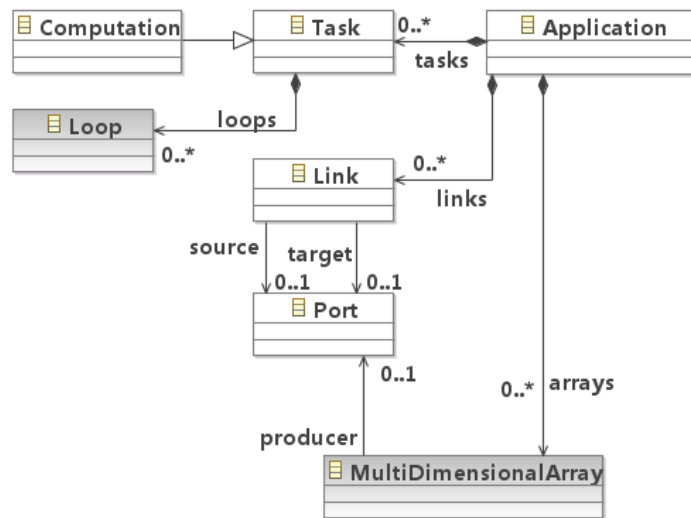 Computation
Task
0..*
tasks
Application
Loop
loops
0..*
Link
0..*
links
source
target
0..1
0..1
Port
0..1
0..*
arrays
producer
MultiDimensionalArray